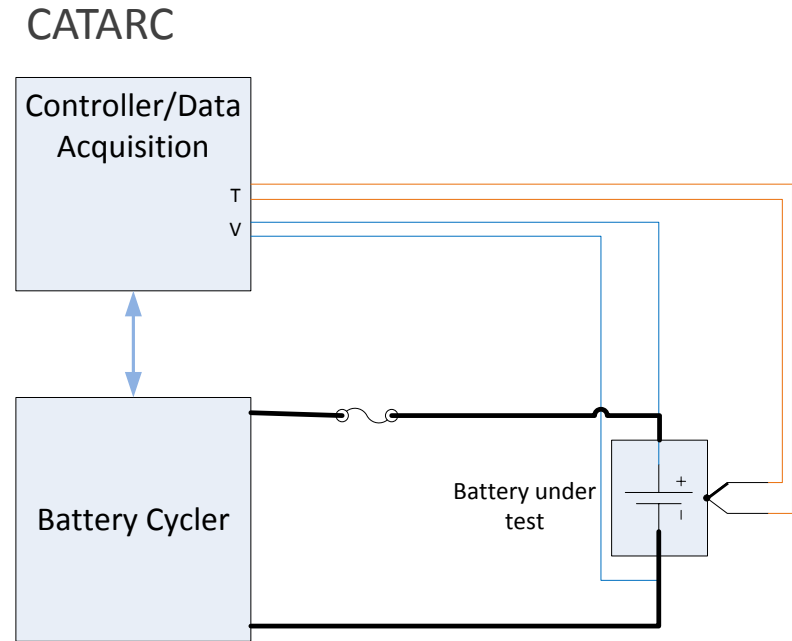 CATARC
Controller/Data
Acquisition
T
V
Battery Cycler
Battery under
test
+